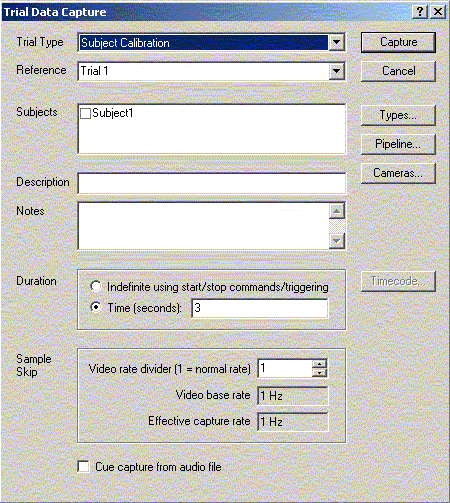 Trial Data Capture
Trial Type Subject Calibration Capture
Reference Trial 1 Cancel
Subjects Subject1 Types...
Pipeline...
Cameras...
Description
Notes
Duration Indefinite using start/stop commands/triggering Timecode...
Time (seconds): 3
Sample
Skip
Video rate divider (1 = normal rate) 1
Video base rate 1 Hz
Effective capture rate 1 Hz
Cue capture from audio file